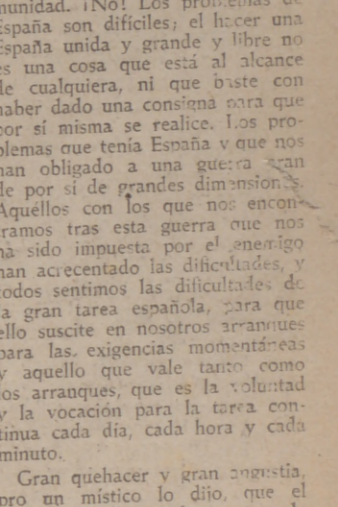 munidad. ¡No! Los problemas de
España son difíciles; el hacer una
España unida y grande y libre no
es una cosa que está al alcance
de cualquiera, ni que baste con
haber dado una consigna para que
por sí misma se realice. Los pro-
blemas que tenía España y que nos
han obligado a una guerra eran
de por sí de grandes dimensiones.
Aquéllos con los que nos encon-
tramos tras esta guerra que nos
ha sido impuesta por el enemigo
han acrecentado las dificultades, y
todos sentimos las dificultades de
la gran tarea española, para que
ello suscite en nosotros arranques
para las exigencias momentáneas
y aquello que vale tanto como
los arranques, que es la voluntad
y la vocación para la tarea con-
tinua cada día, cada hora y cada
minuto.
Gran quehacer y gran angustia,
pro un místico lo dijo, que el